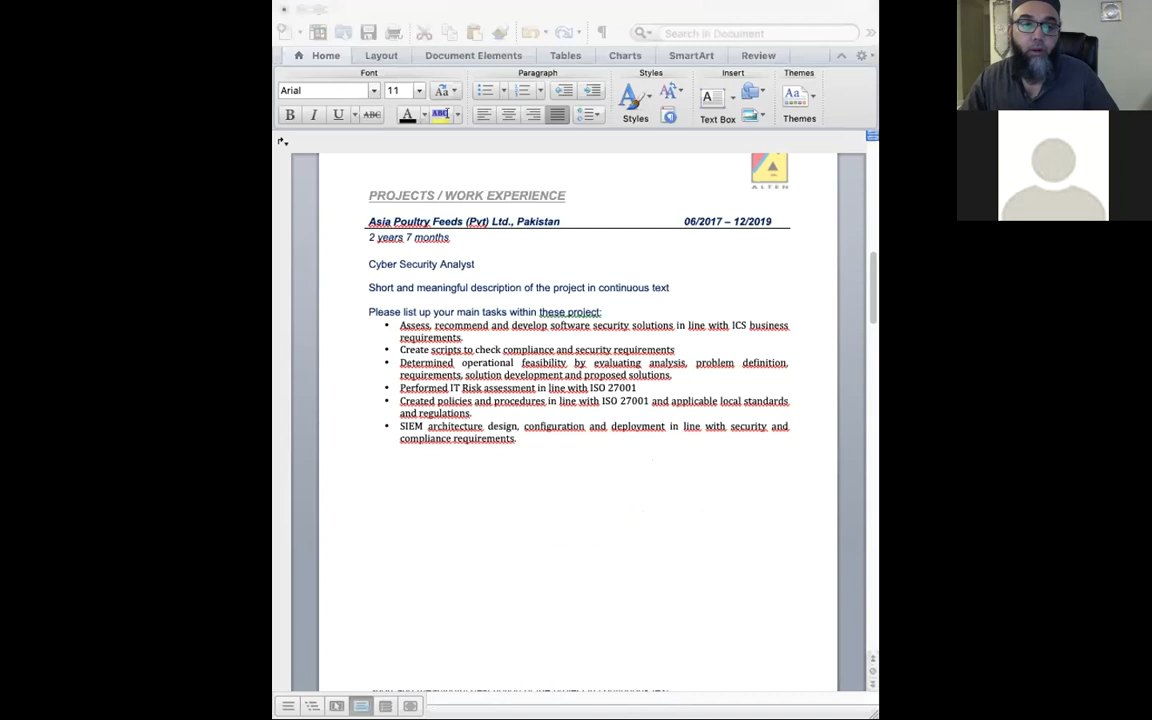 Search in Document
Home Layout Document Elements Tables Charts SmartArt Review
Font Paragraph Styles Insert Themes
Arial 11 Aa A Aa
B I U ABC A ABC Styles Text Box Themes
ALTEN
PROJECTS / WORK EXPERIENCE
Asia Poultry Feeds (Pvt) Ltd., Pakistan 06/2017 – 12/2019
2 years 7 months
Cyber Security Analyst
Short and meaningful description of the project in continuous text
Please list up your main tasks within these project:
• Assess, recommend and develop software security solutions in line with ICS business
requirements.
• Create scripts to check compliance and security requirements
• Determined operational feasibility by evaluating analysis, problem definition,
requirements, solution development and proposed solutions.
• Performed IT Risk assessment in line with ISO 27001
• Created policies and procedures in line with ISO 27001 and applicable local standards
and regulations.
• SIEM architecture design, configuration and deployment in line with security and
compliance requirements.